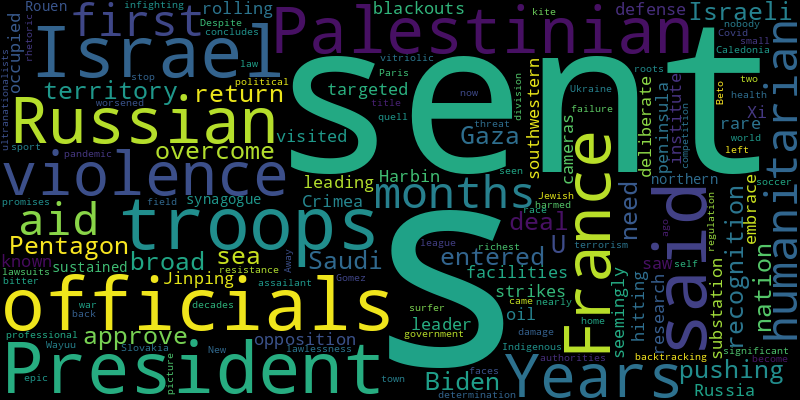 sent
s
Russian
officials
President
Palestinian
Israel
troops
violence
said
France
Years
first
humanitarian
months
aid
Pentagon
territory
return
overcome
broad
approve
sea
Saudi
entered
u
deal
need
nation
recognition
pushing
Biden
Gaza
Israeli
defense
blackouts
rolling
targeted
visited
leading
Harbin
Crimea
synagogue
Jinping
known
sustained
opposition
leader
oil
strikes
facilities
seemingly
hitting
research
substation
Russia
saw
northern
embrace
peninsula
institute
deliberate
cameras
southwestern
rare
Xi
occupied
Rouen
infighting
kite
Despite
concludes
law
political
stop
vitriolic
Paris
title
now
quell
threat
seen
division
Ukraine
failure
roots
Covid
nobody
small
Caledonia
Beto
two
health
world
left
competition
soccer
Jewish
harmed
race
terrorism
league
richest
came
nearly
surfer
government
home
damage
Indigenous
authorities
backtracking
significant
become
self
ago
regulation
faces
determination
town
Gomez
assailant
resistance
Away
decades
lawlessness
New
Slovakia
picture
epic
professional
Wayuu
war
back
bitter
lawsuits
promises
field
pandemic
sport
worsened
rhetoric
ultranationalists